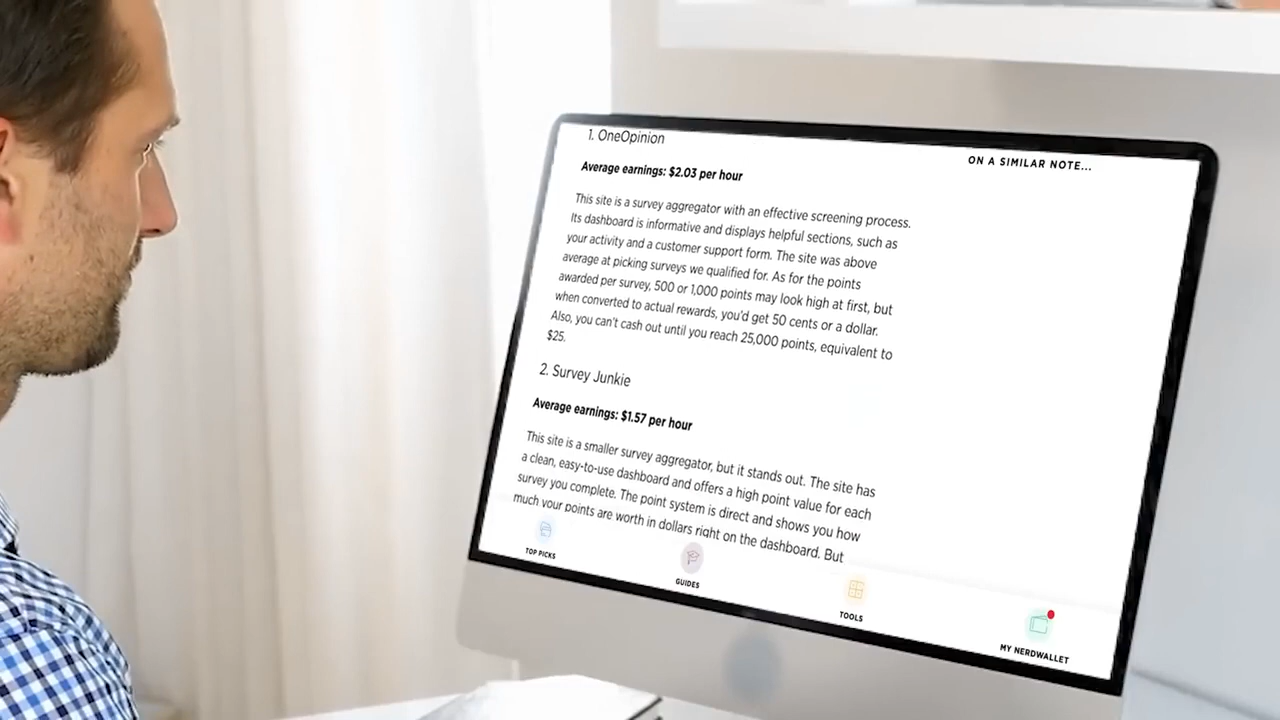 1. OneOpinion
ON A SIMILAR NOTE...
Average earnings: $2.03 per hour
This site is a survey aggregator with an effective screening process.
Its dashboard is informative and displays helpful sections, such as
your activity and a customer support form. The site was above
average at picking surveys we qualified for. As for the points
awarded per survey, 500 or 1,000 points may look high at first, but
when converted to actual rewards, you'd get 50 cents or a dollar.
Also, you can't cash out until you reach 25,000 points, equivalent to
$25.
2. Survey Junkie
Average earnings: $1.57 per hour
This site is a smaller survey aggregator, but it stands out. The site has
a clean, easy-to-use dashboard and offers a high point value for each
survey you complete. The point system is direct and shows you how
much your points are worth in dollars right on the dashboard. But
TOP PICKS
GUIDES
TOOLS
MY NERDWALLET